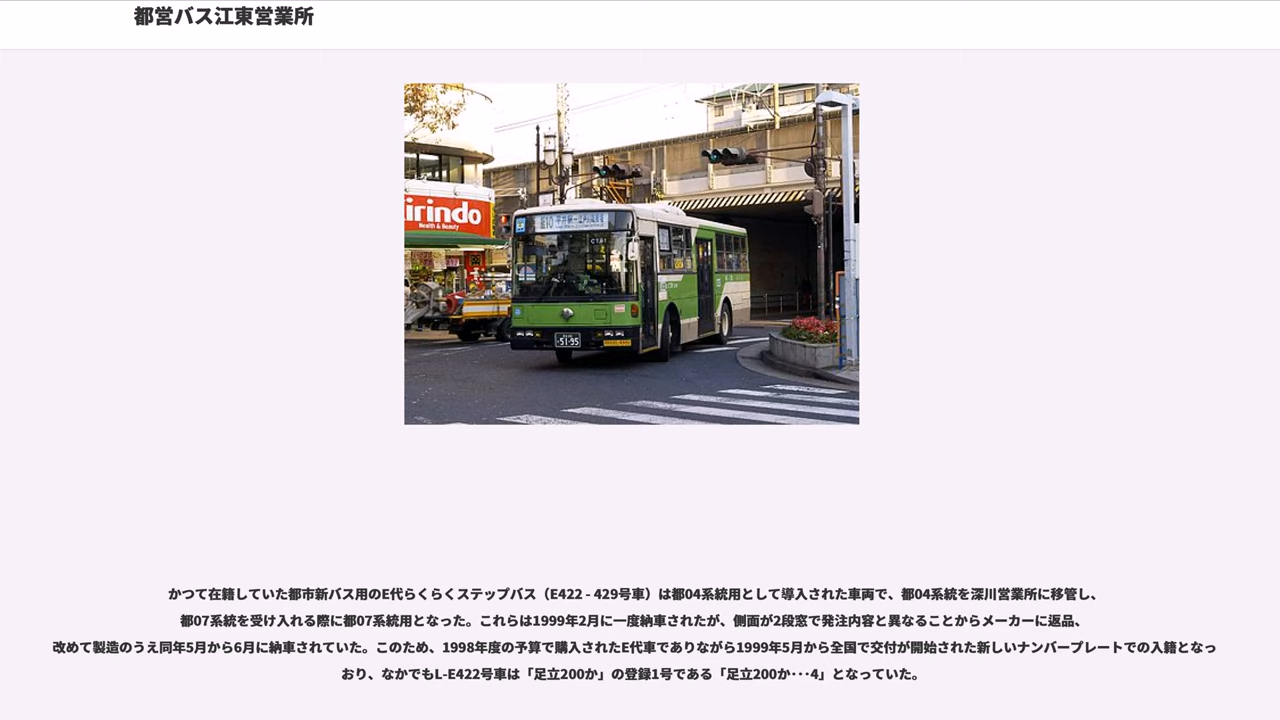 都営バス江東営業所
irindo
Health & Beauty
51-95
かつて在籍していた都市新バス用のE代らくらくステップバス（E422 - 429号車）は都04系統用として導入された車両で、都04系統を深川営業所に移管し、
都07系統を受け入れる際に都07系統用となった。これらは1999年2月に一度納車されたが、側面が2段窓で発注内容と異なることからメーカーに返品、
改めて製造のうえ同年5月から6月に納車されていた。このため、1998年度の予算で購入されたE代車でありながら1999年5月から全国で交付が開始された新しいナンバープレートでの入籍となっ
おり、なかでもL-E422号車は「足立200か」の登録1号である「足立200か･･･4」となっていた。